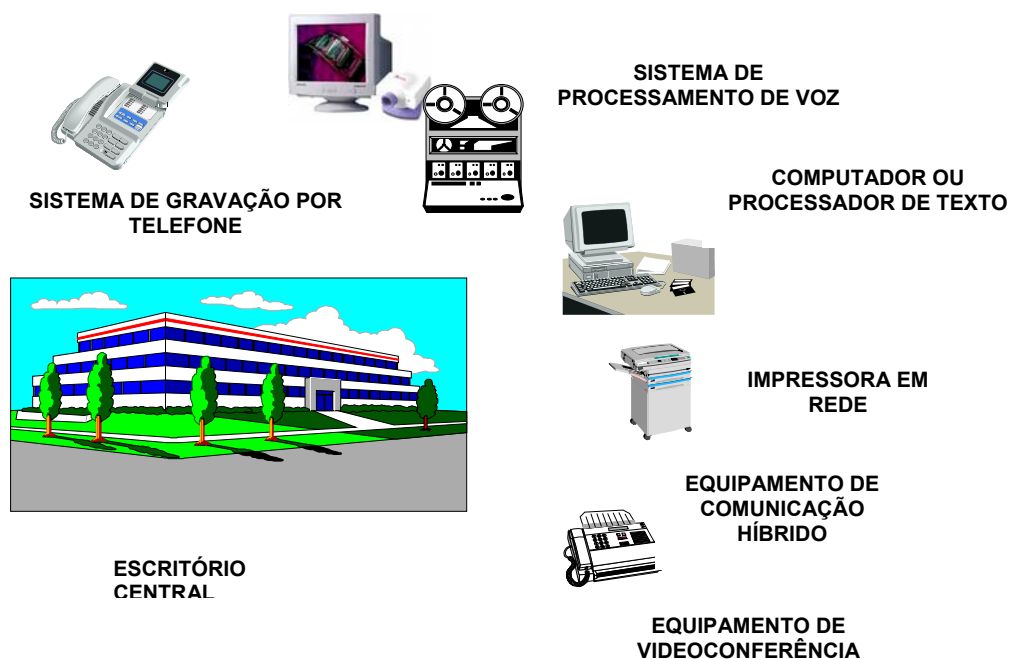 SISTEMA DE
PROCESSAMENTO DE VOZ
COMPUTADOR OU
PROCESSADOR DE TEXTO
SISTEMA DE GRAVAÇÃO POR
TELEFONE
IMPRESSORA EM
REDE
EQUIPAMENTO DE
COMUNICAÇÃO
HÍBRIDO
ESCRITÓRIO
CENTRAL
EQUIPAMENTO DE
VIDEOCONFERÊNCIA